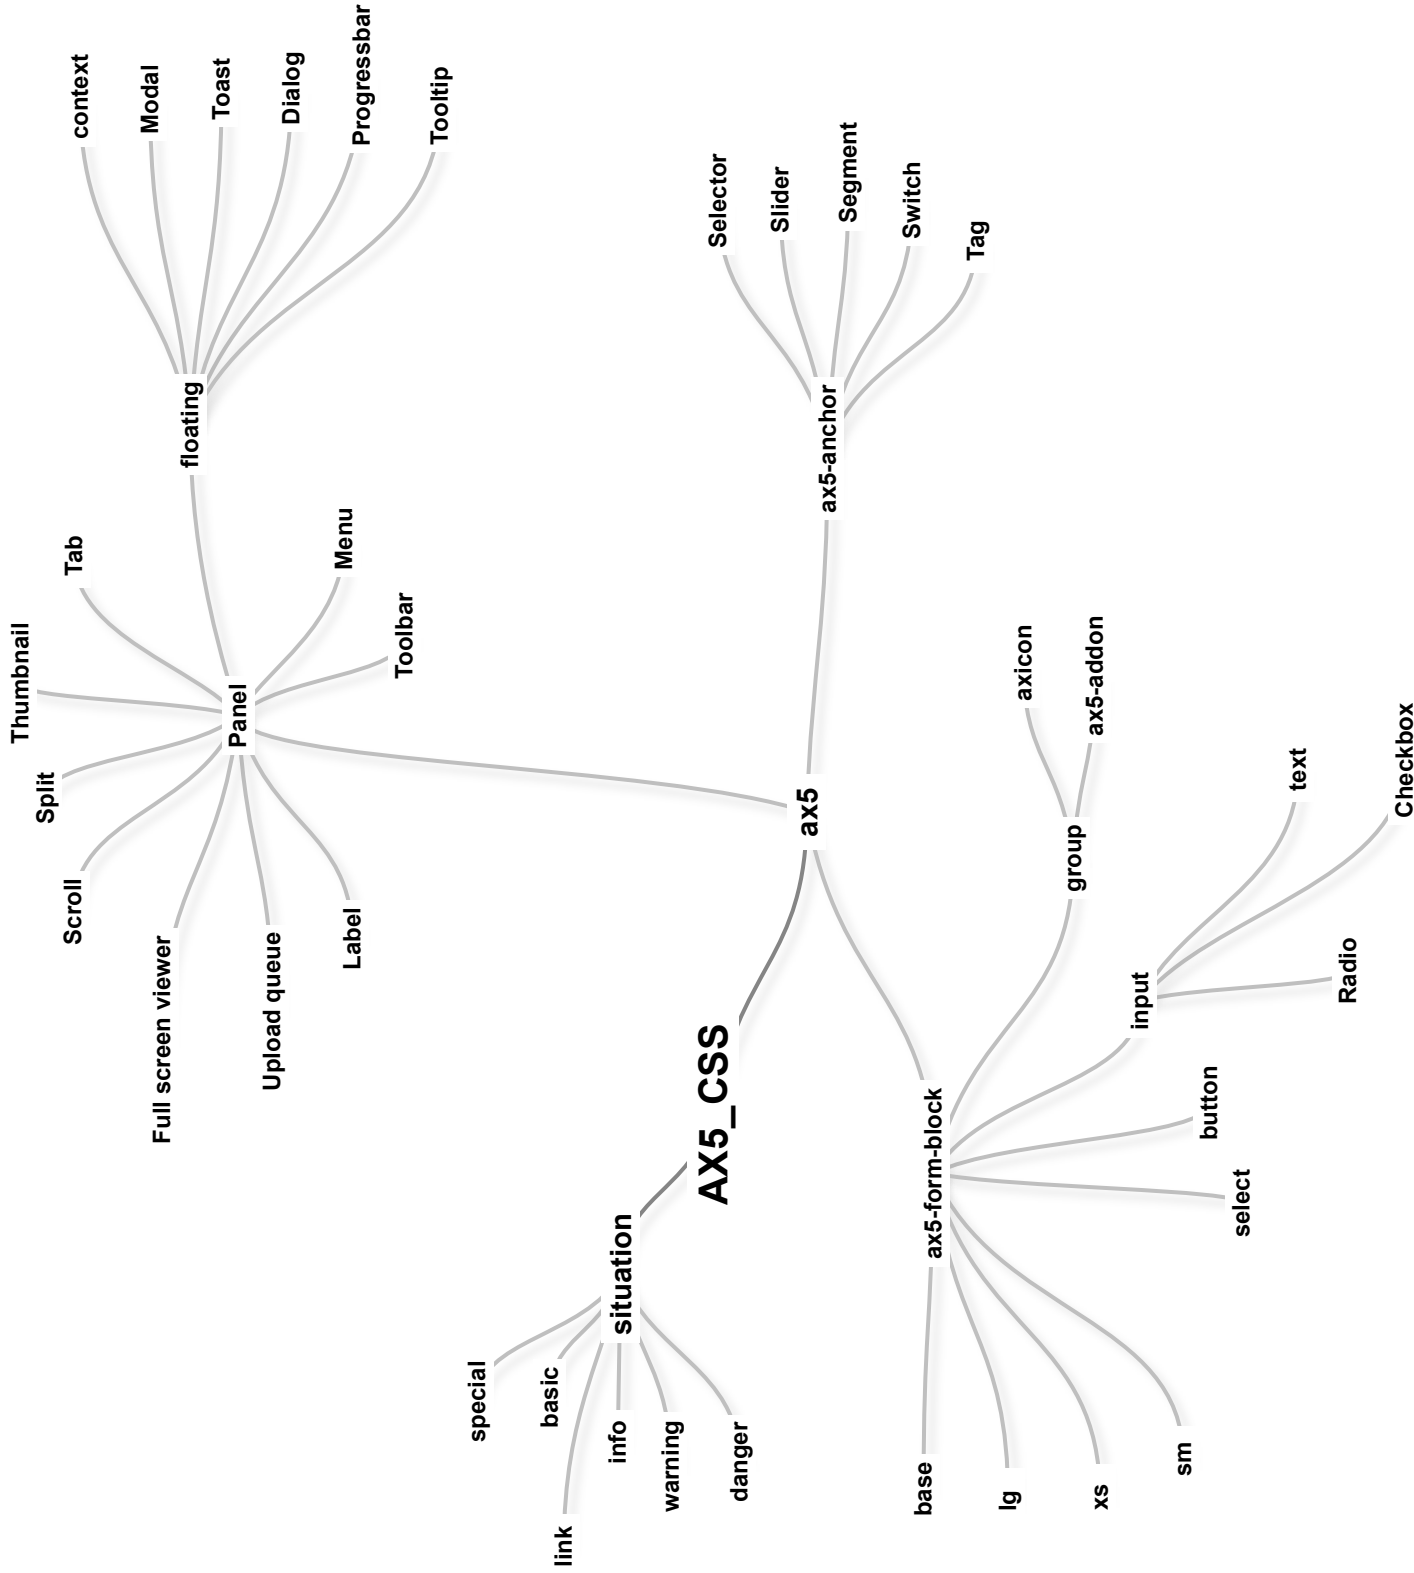 AX5_CSS
situation
special
basic
link
info
warning
danger
ax5
Panel
Label
Upload queue
Full screen viewer
Scroll
Split
Thumbnail
Tab
floating
context
Modal
Toast
Dialog
Progressbar
Tooltip
Menu
Toolbar
ax5-anchor
Selector
Slider
Segment
Switch
Tag
ax5-form-block
group
axicon
ax5-addon
input
text
Checkbox
Radio
button
select
sm
xs
lg
base